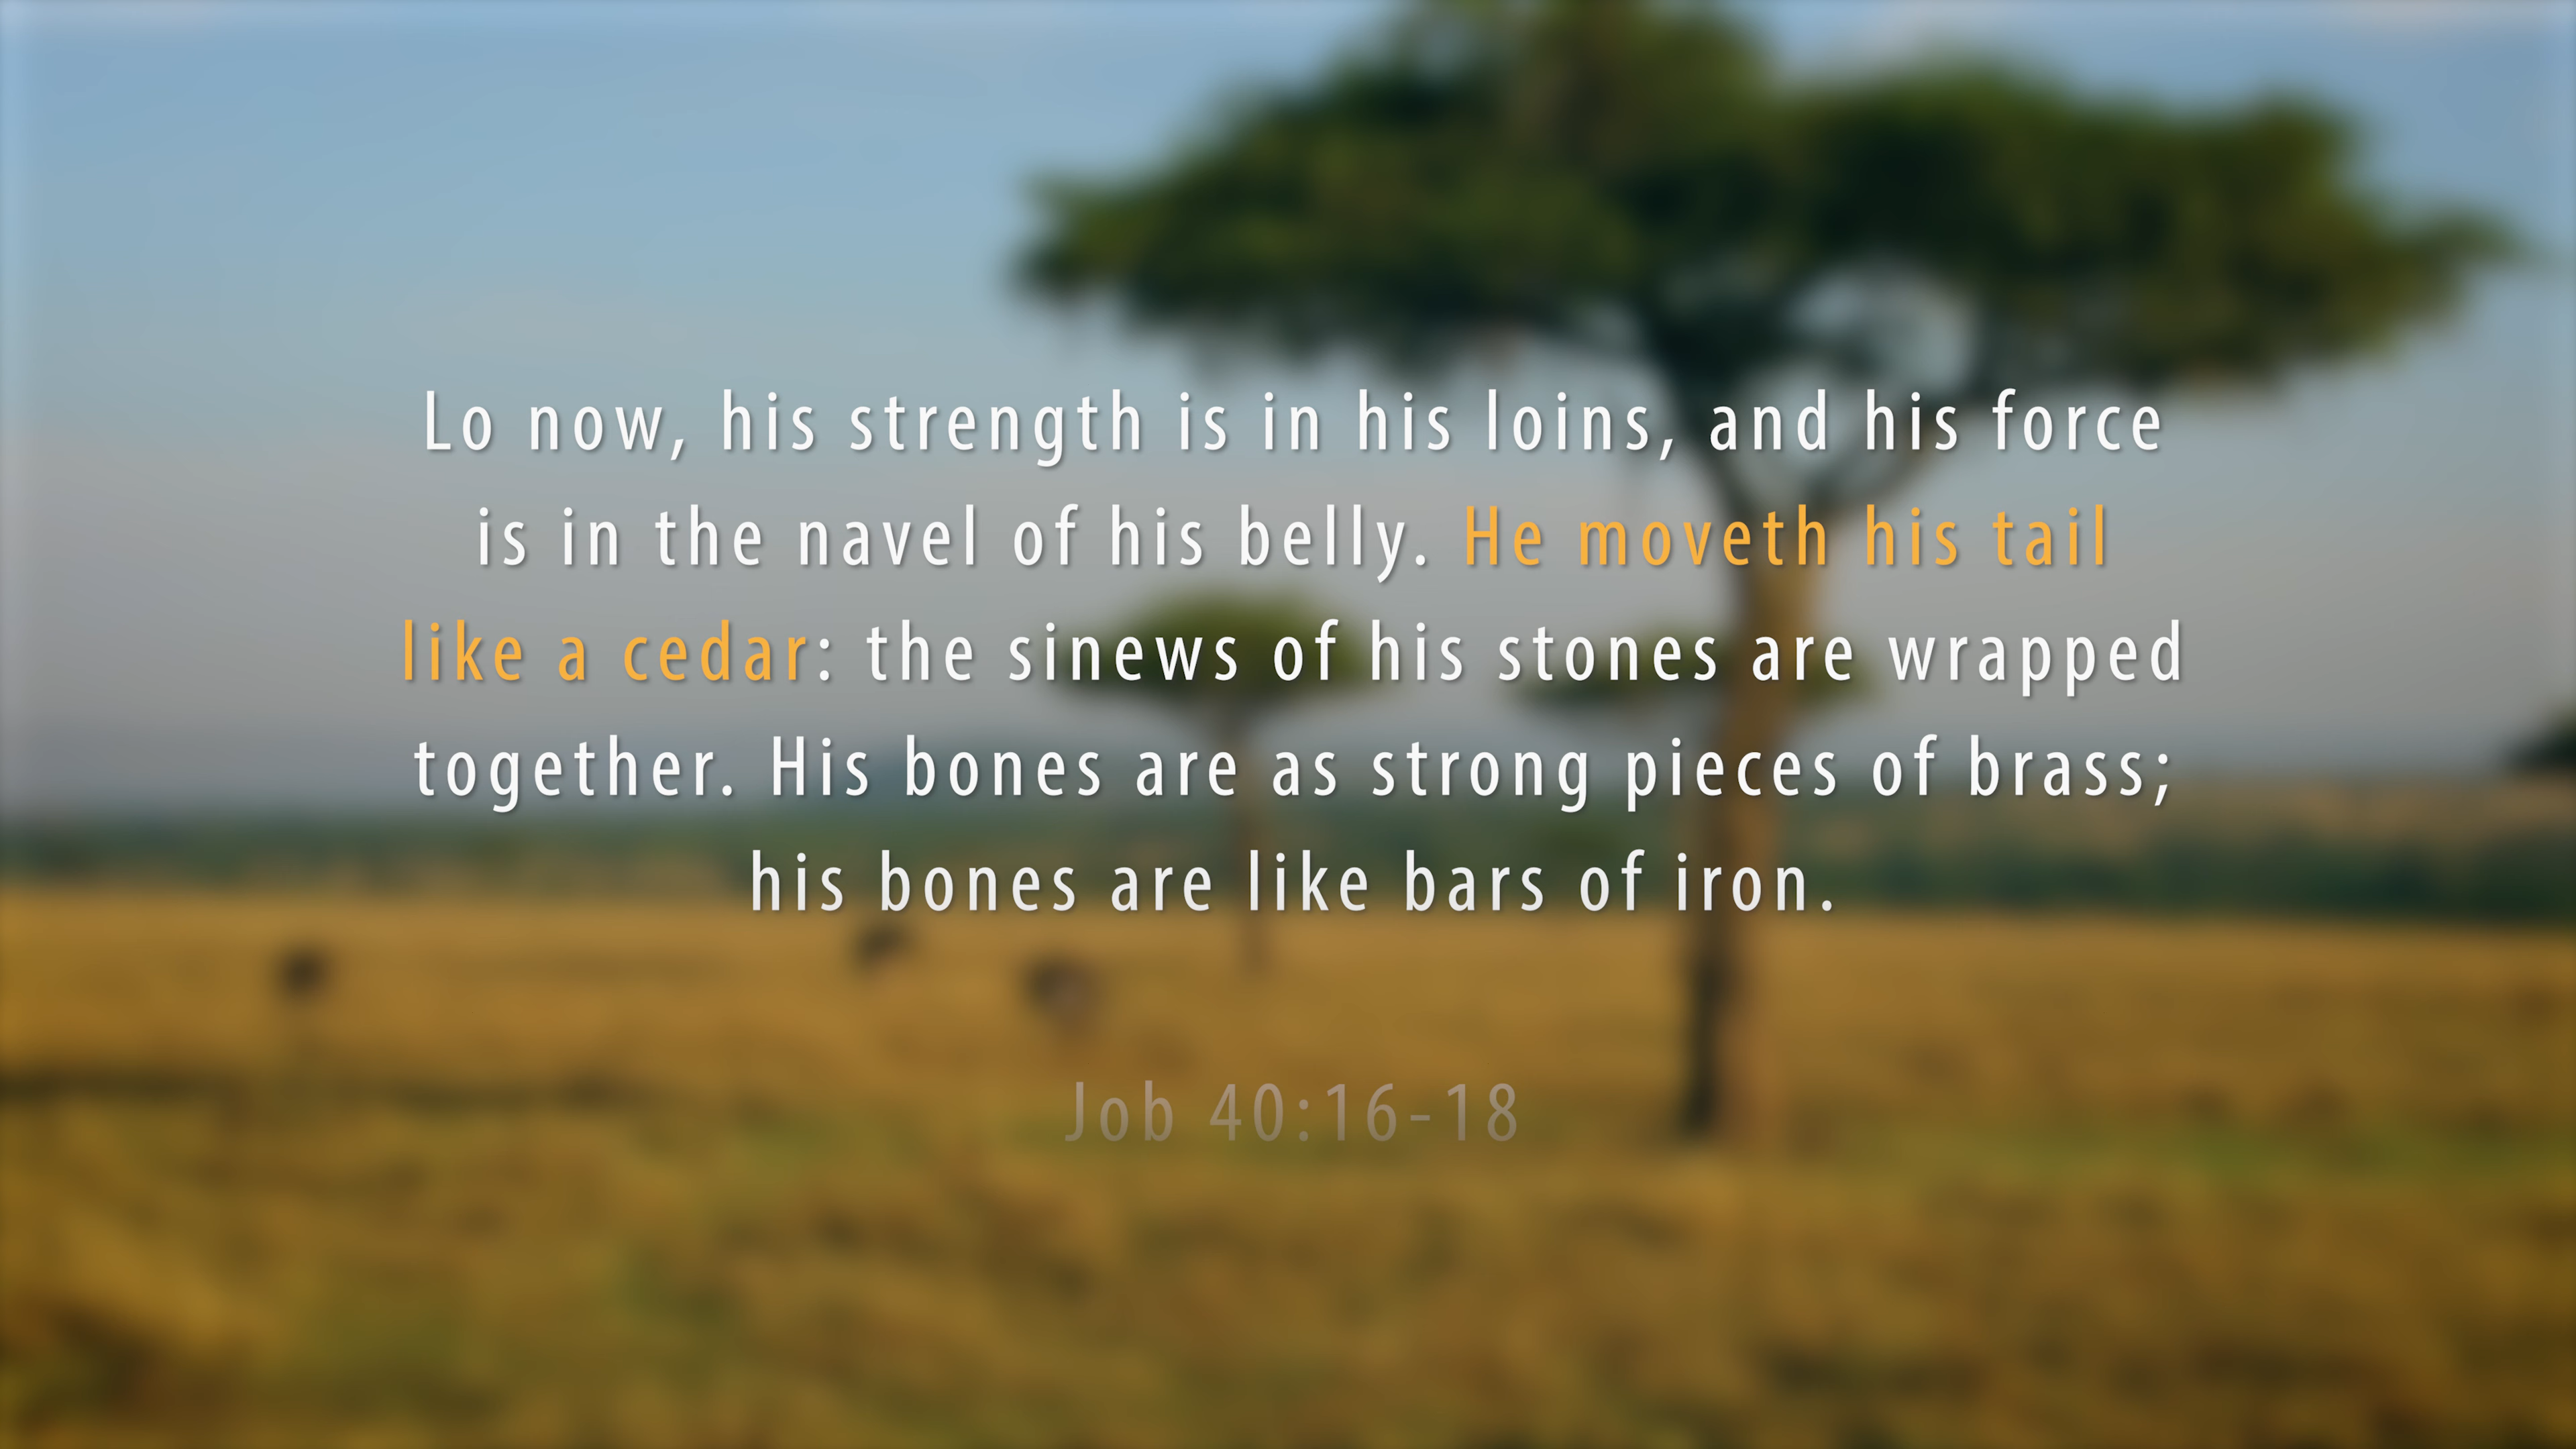 Lo now, his strength is in his loins, and his force
is in the navel of his belly. He moveth his tail
like a cedar: the sinews of his stones are wrapped
together. His bones are as strong pieces of brass;
his bones are like bars of iron.
Job 40:16-18